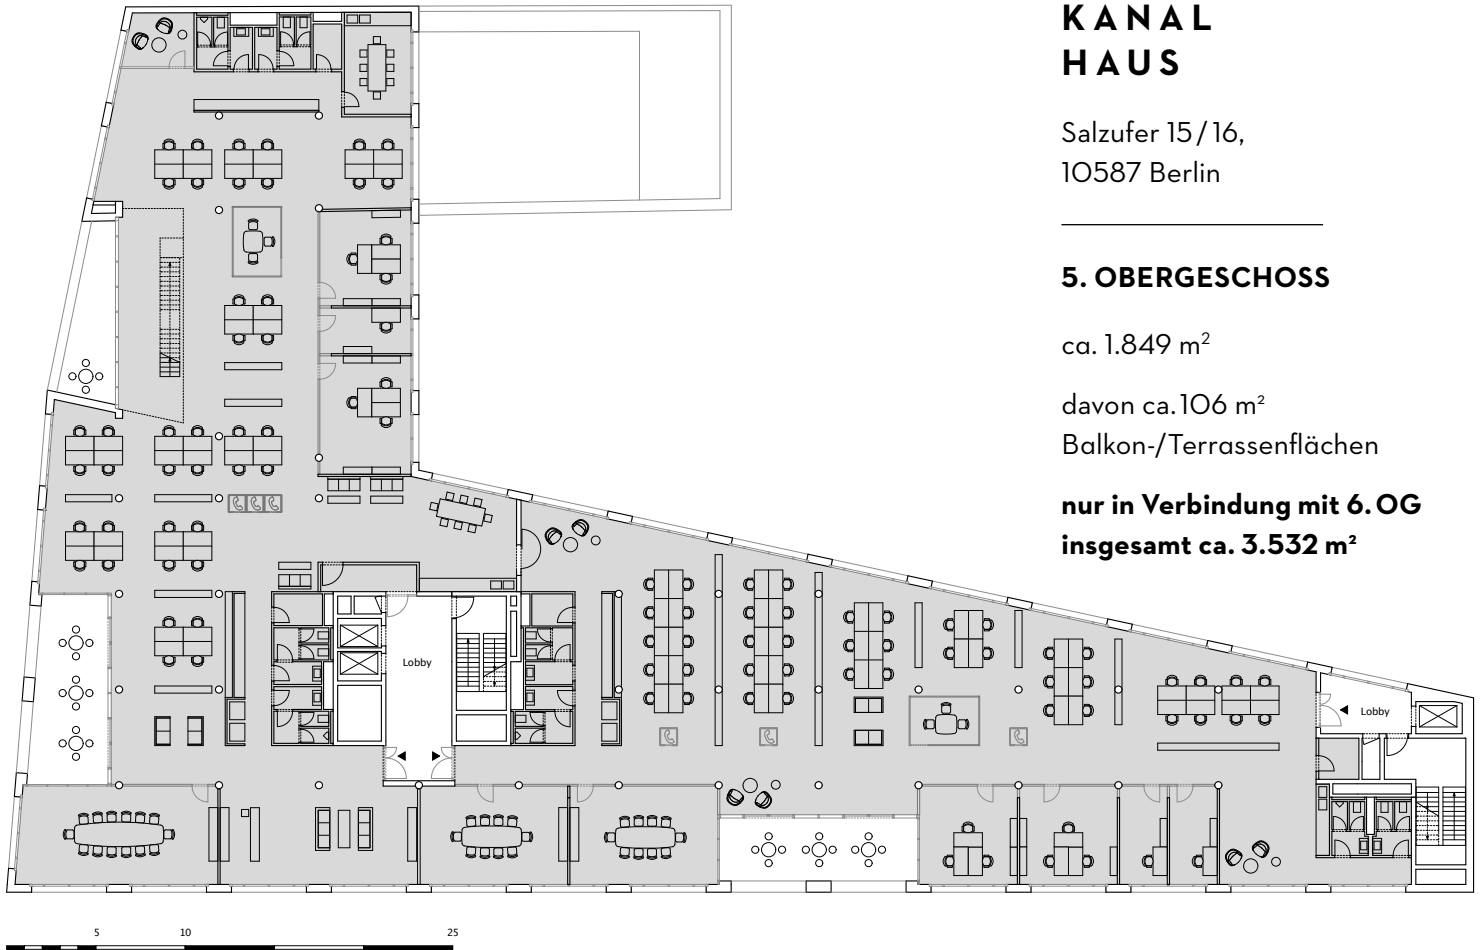 KANAL
HAUS
Salzufer 15/16,
10587 Berlin
5. OBERGESCHOSS
ca. 1.849 m²
davon ca. 106 m²
Balkon-/Terrassenflächen
nur in Verbindung mit 6. OG
insgesamt ca. 3.532 m²
Lobby
Lobby
5 10 25